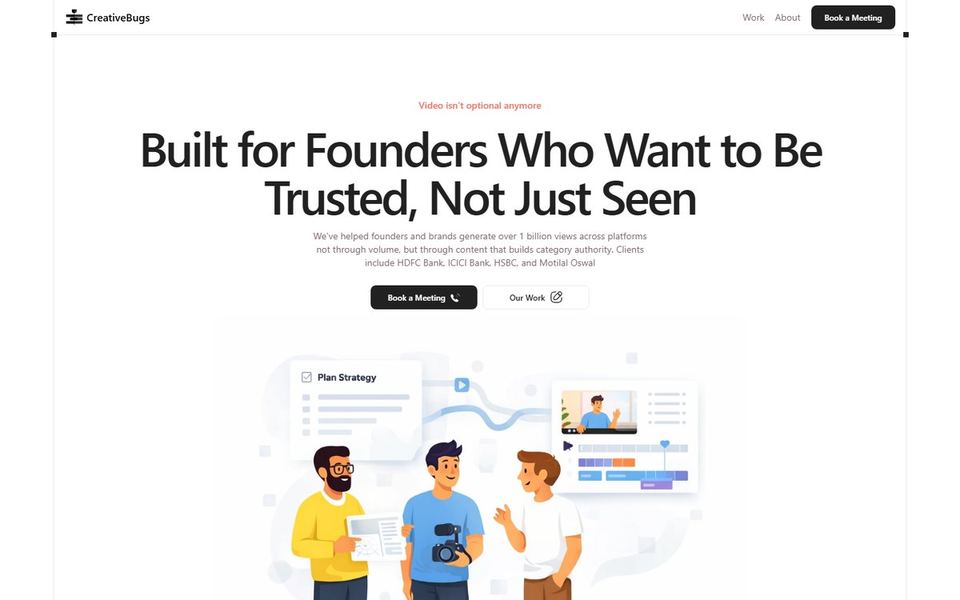 CreativeBugs
Work
About
Book a Meeting
Video isn't optional anymore
Built for Founders Who Want to Be
Trusted, Not Just Seen
We've helped founders and brands generate over 1 billion views across platforms
not through volume, but through content that builds category authority. Clients
include HDFC Bank, ICICI Bank, HSBC, and Motilal Oswal
Book a Meeting
Our Work
Plan Strategy